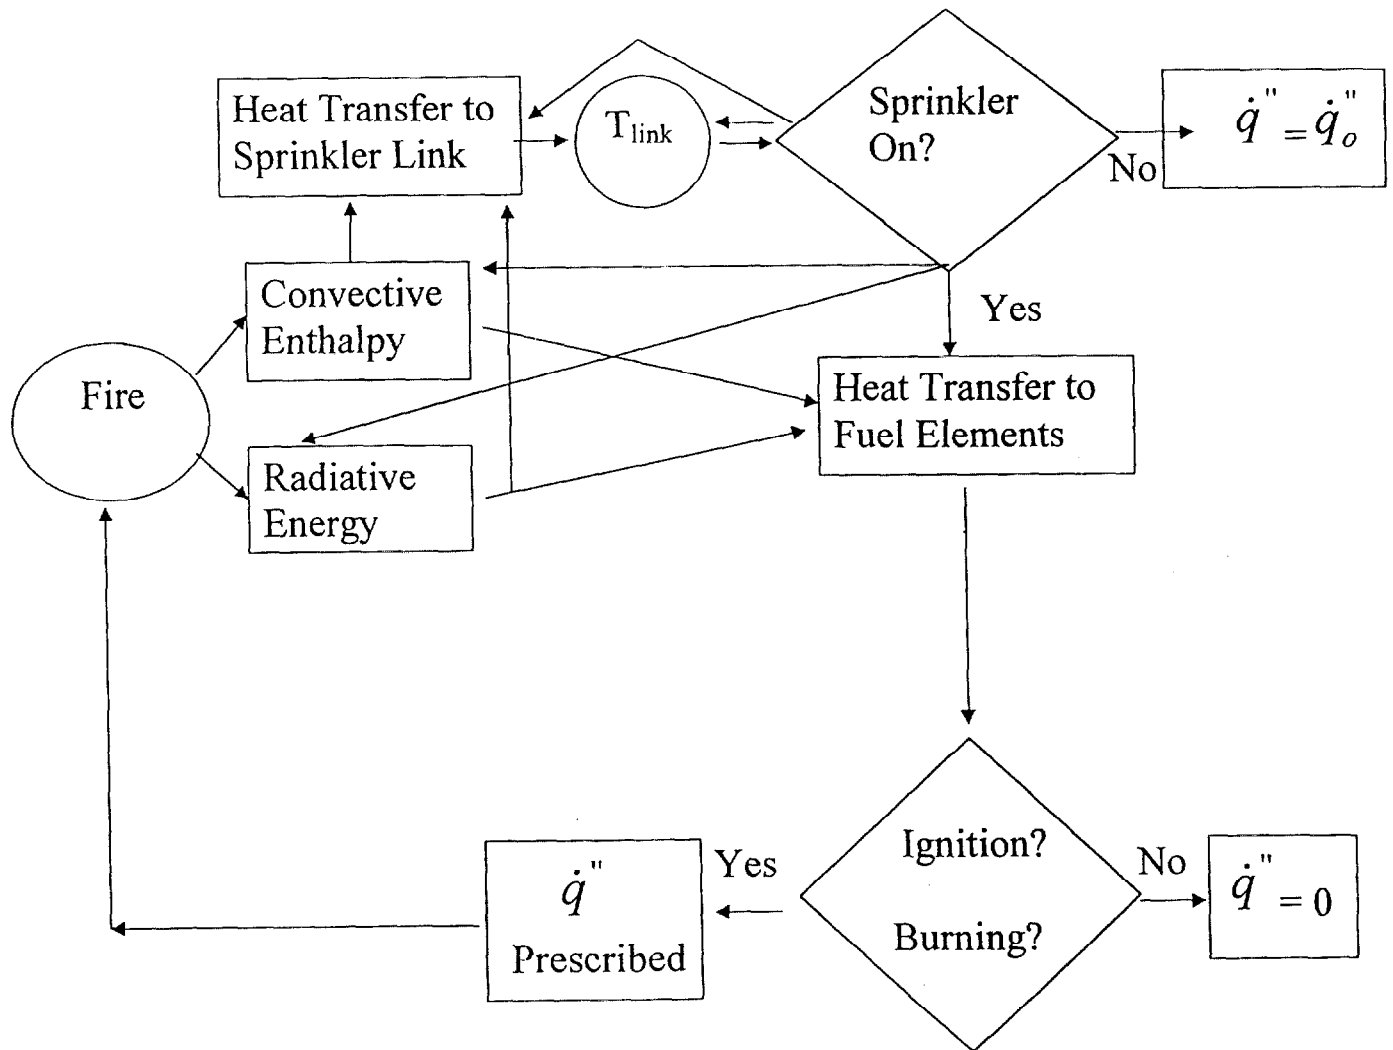 Heat Transfer to
Sprinkler Link
T_link
Sprinkler
On?
No
q̇" = q̇ₒ"
Convective
Enthalpy
Yes
Fire
Heat Transfer to
Fuel Elements
Radiative
Energy
Ignition?
Burning?
Yes
No
q̇"
Prescribed
q̇" = 0